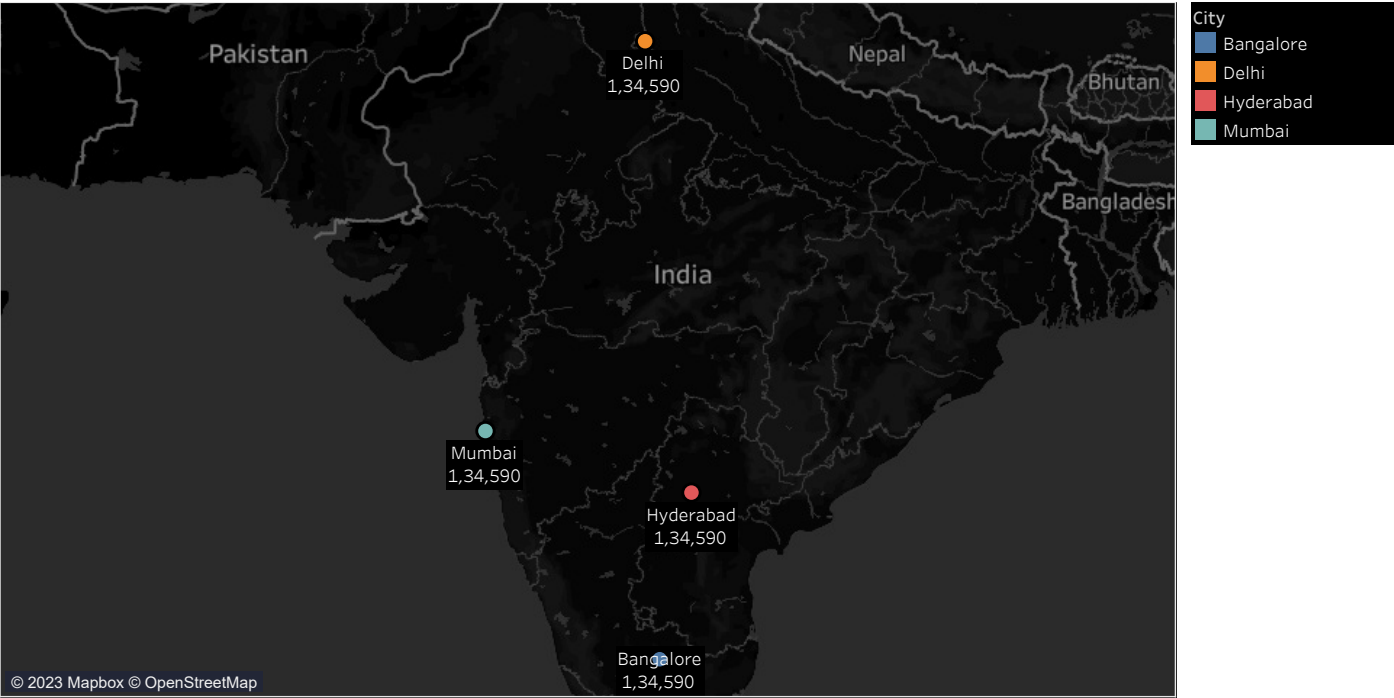 Pakistan
Nepal
Bhutan
Delhi
1,34,590
Bangladesh
India
Mumbai
1,34,590
Hyderabad
1,34,590
Bangalore
1,34,590
© 2023 Mapbox © OpenStreetMap
City
Bangalore
Delhi
Hyderabad
Mumbai